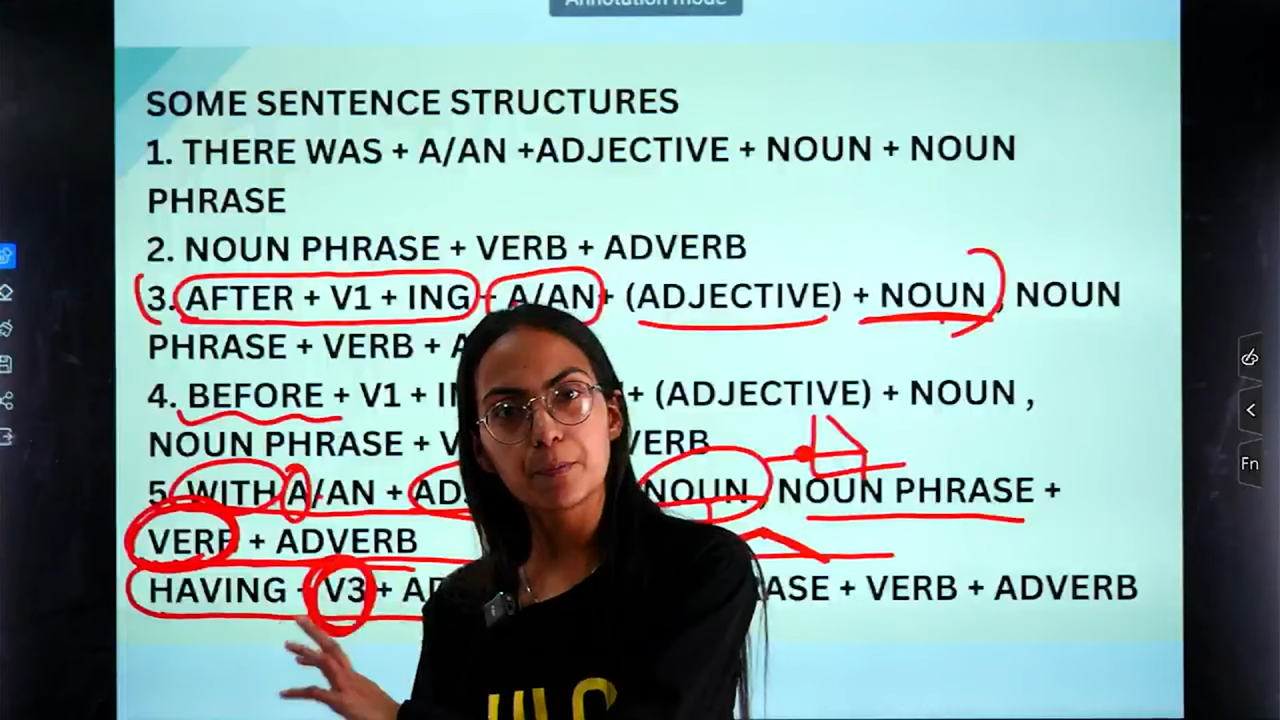 Annotation mode
SOME SENTENCE STRUCTURES
1. THERE WAS + A/AN +ADJECTIVE + NOUN + NOUN
PHRASE
2. NOUN PHRASE + VERB + ADVERB
3. AFTER + V1 + ING + A/AN + (ADJECTIVE) + NOUN, NOUN
PHRASE + VERB + A
4. BEFORE + V1 + + (ADJECTIVE) + NOUN ,
NOUN PHRASE + VERB
5. WITH A/AN + NOUN, NOUN PHRASE +
VERB + ADVERB
HAVING + V3 + + VERB + ADVERB
Fn